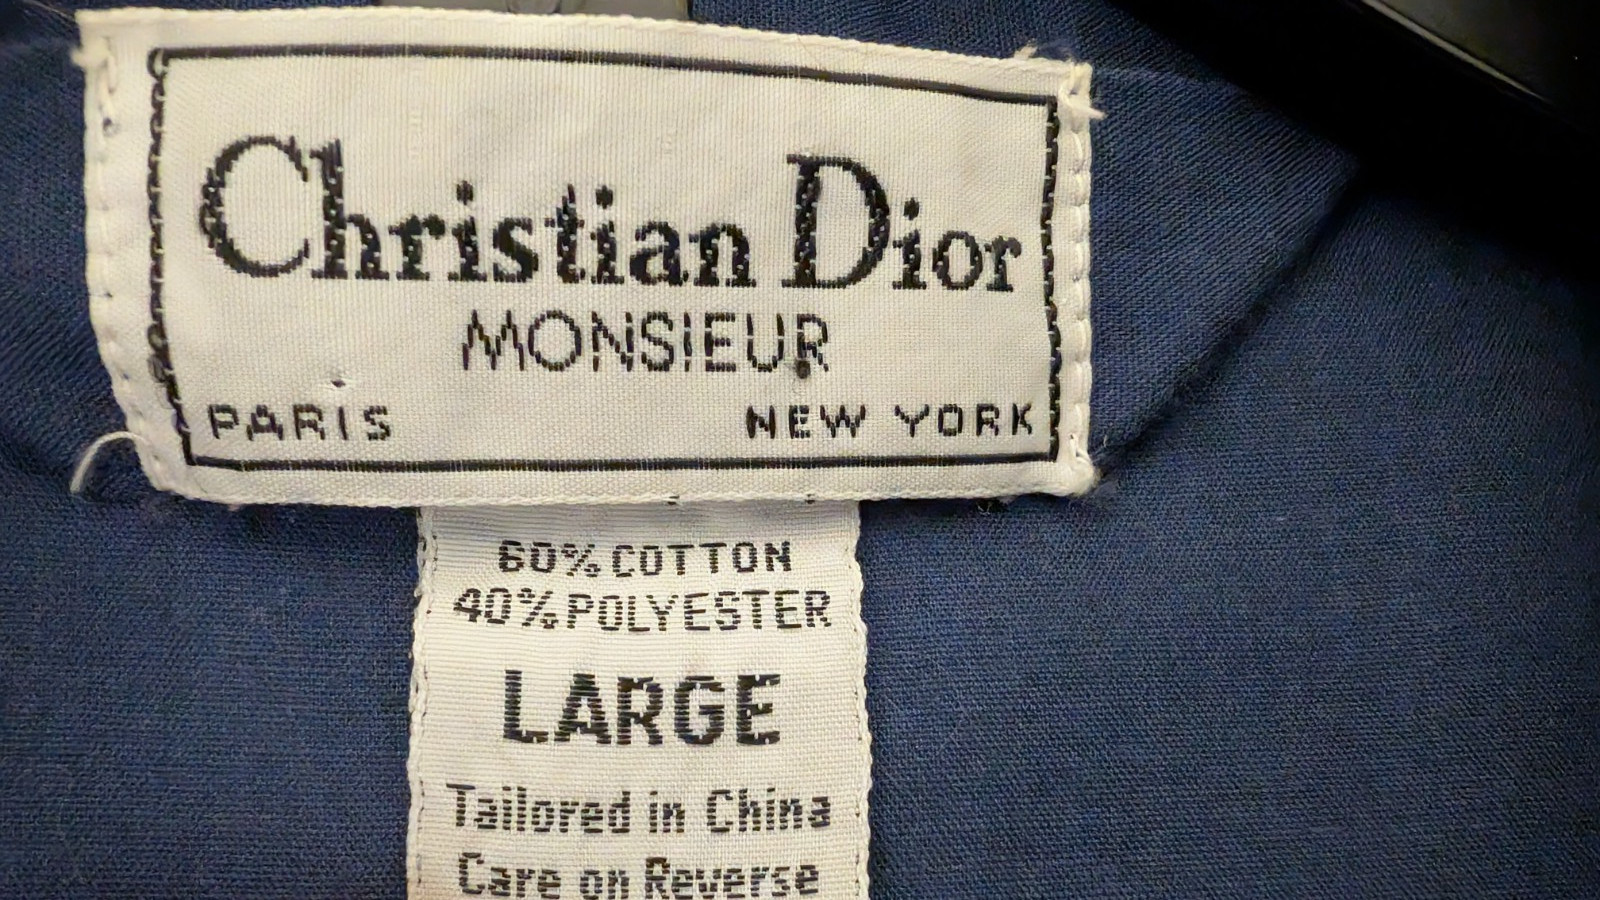 Christian Dior
MONSIEUR
PARIS NEW YORK
60% COTTON
40% POLYESTER
LARGE
Tailored in China
Care on Reverse